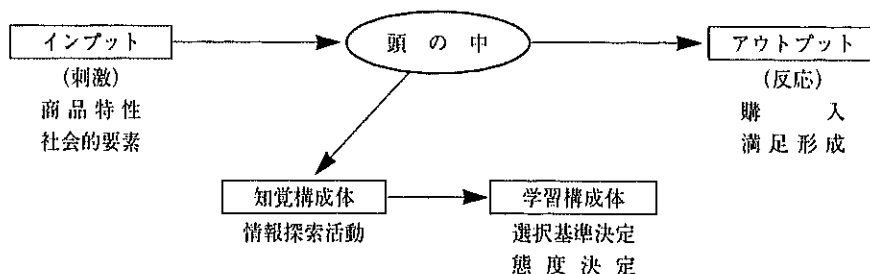 インプット
頭の中
アウトプット
(刺激)
商品特性
社会的要素
(反応)
購入
満足形成
知覚構成体
学習構成体
情報探索活動
選択基準決定
態度決定